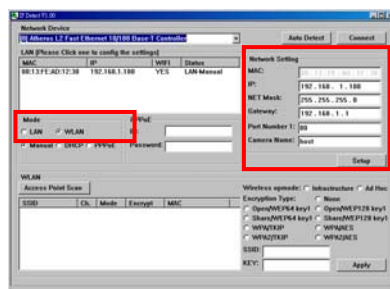 IP Detect V1.00
Network Device
[0] Atheros L2 Fast Ethernet 10/100 Base-T Controller
Auto Detect
Connect
LAN [Please Click one to config the settings]
MAC IP WIFI Status
00:13:FE:AD:12:30 192.168.1.100 YES LAN-Manual
Network Setting
MAC:
IP: 192.168. 1 .100
NET Mask: 255.255.255. 0
Gateway: 192.168. 1 . 1
Port Number 1: 80
Camera Name: host
Setup
Mode
LAN WLAN
Manual DHCP PPPoE
PPPoE
ID:
Password:
WLAN
Access Point Scan
SSID Ch. Mode Encrypt MAC
Wireless opmode: Infrastructure Ad Hoc
Encryption Type: None
Open/WEP64 key1 Open/WEP128 key1
Share/WEP64 key1 Share/WEP128 key1
WPA/TKIP WPA/AES
WPA2/TKIP WPA2/AES
SSID:
KEY:
Apply